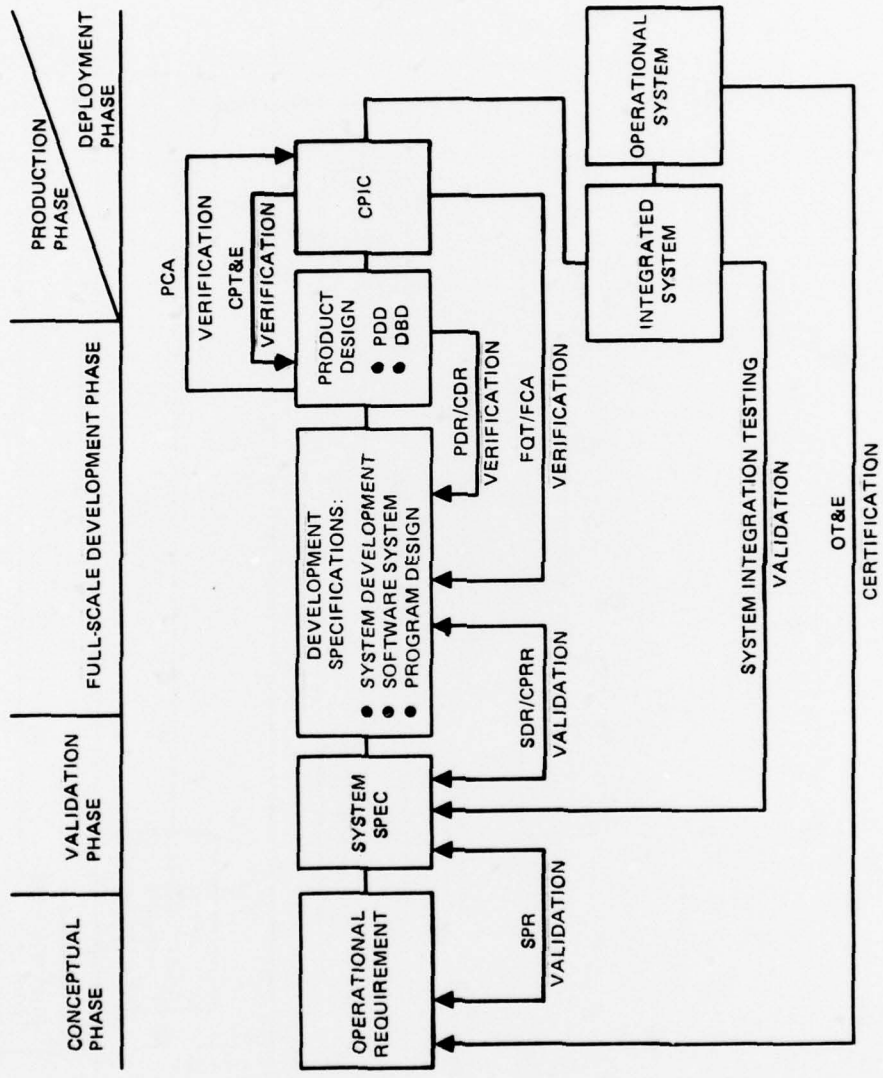 CONCEPTUAL
PHASE
VALIDATION
PHASE
FULL-SCALE DEVELOPMENT PHASE
PRODUCTION
PHASE
DEPLOYMENT
PHASE
PCA
VERIFICATION
CPT&E
VERIFICATION
OPERATIONAL
REQUIREMENT
SYSTEM
SPEC
DEVELOPMENT
SPECIFICATIONS:
● SYSTEM DEVELOPMENT
● SOFTWARE SYSTEM
● PROGRAM DESIGN
PRODUCT
DESIGN
● PDD
● DBD
CPIC
SPR
VALIDATION
SDR/CPRR
VALIDATION
PDR/CDR
VERIFICATION
FQT/FCA
VERIFICATION
INTEGRATED
SYSTEM
OPERATIONAL
SYSTEM
SYSTEM INTEGRATION TESTING
VALIDATION
OT&E
CERTIFICATION